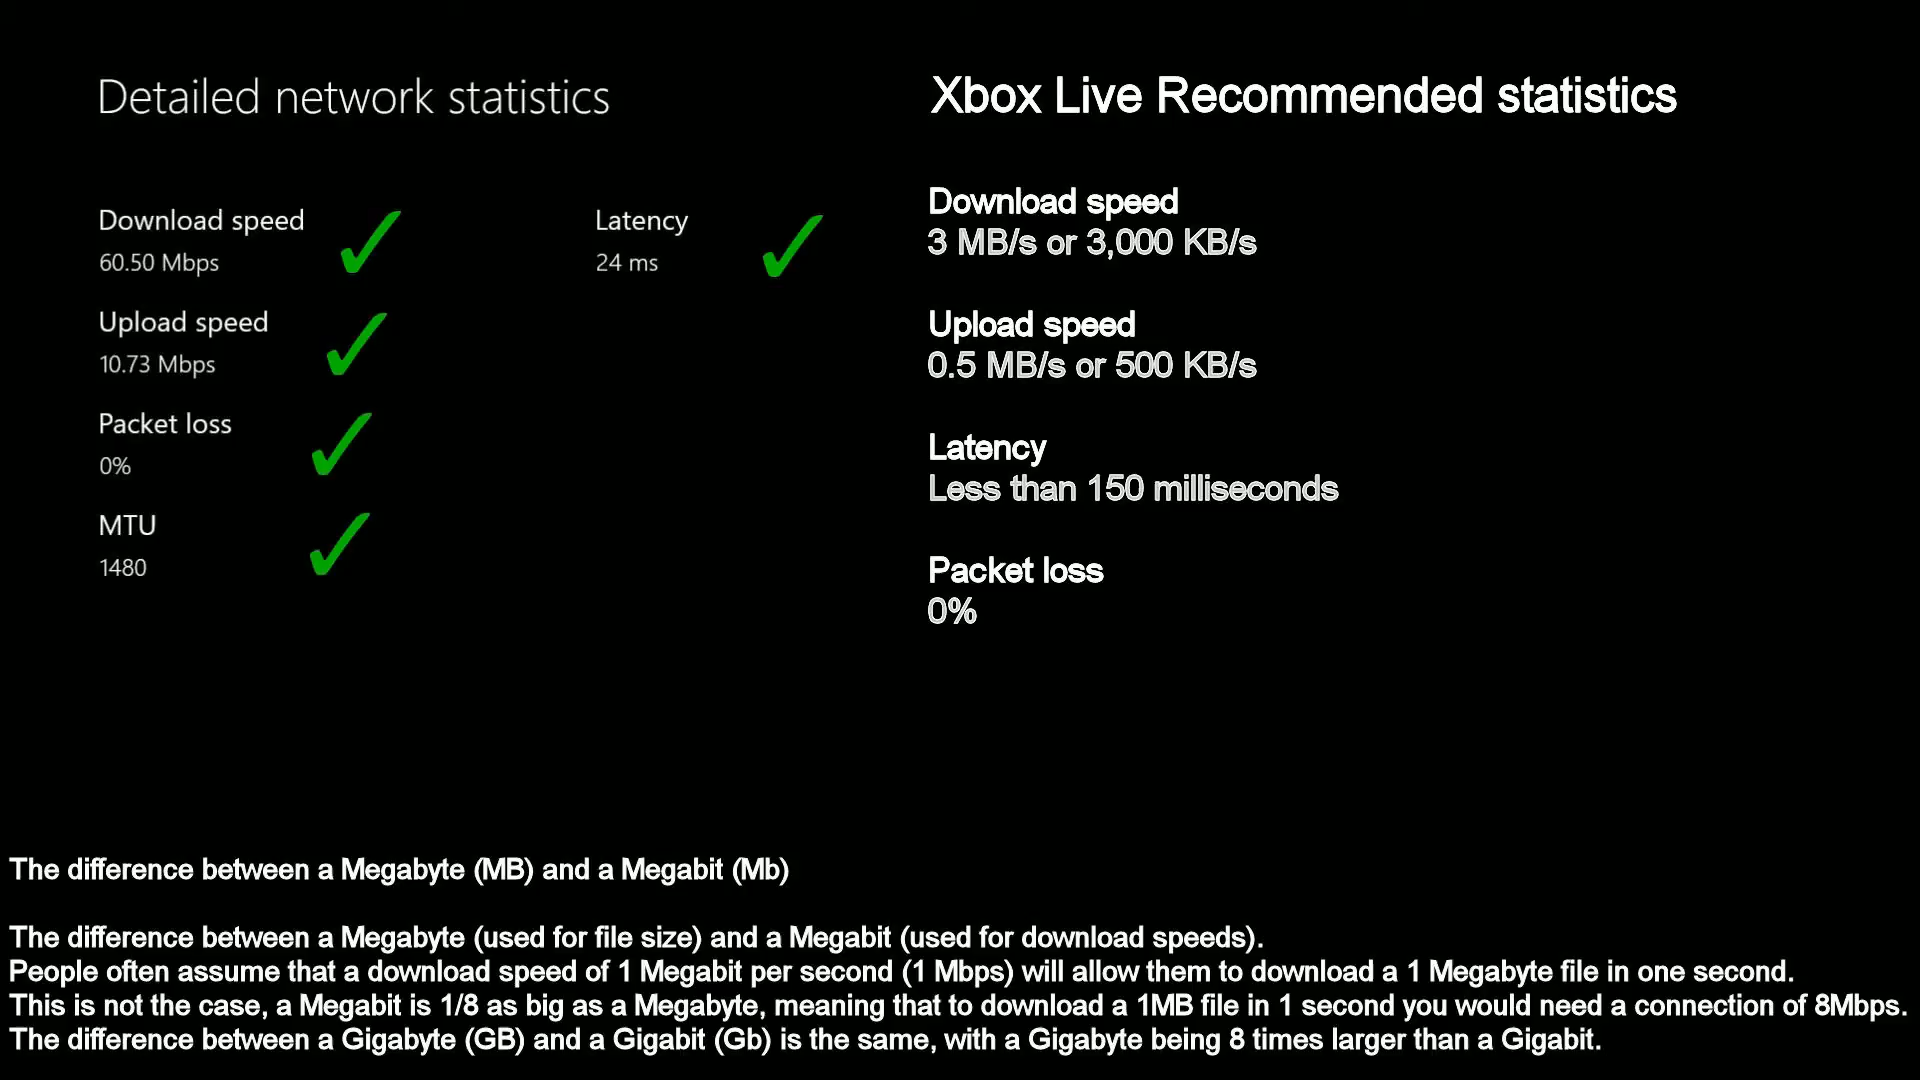 Detailed network statistics
Download speed
60.50 Mbps
Upload speed
10.73 Mbps
Packet loss
0%
MTU
1480
Latency
24 ms
Xbox Live Recommended statistics
Download speed
3 MB/s or 3,000 KB/s
Upload speed
0.5 MB/s or 500 KB/s
Latency
Less than 150 milliseconds
Packet loss
0%
The difference between a Megabyte (MB) and a Megabit (Mb)
The difference between a Megabyte (used for file size) and a Megabit (used for download speeds).
People often assume that a download speed of 1 Megabit per second (1 Mbps) will allow them to download a 1 Megabyte file in one second.
This is not the case, a Megabit is 1/8 as big as a Megabyte, meaning that to download a 1MB file in 1 second you would need a connection of 8Mbps.
The difference between a Gigabyte (GB) and a Gigabit (Gb) is the same, with a Gigabyte being 8 times larger than a Gigabit.